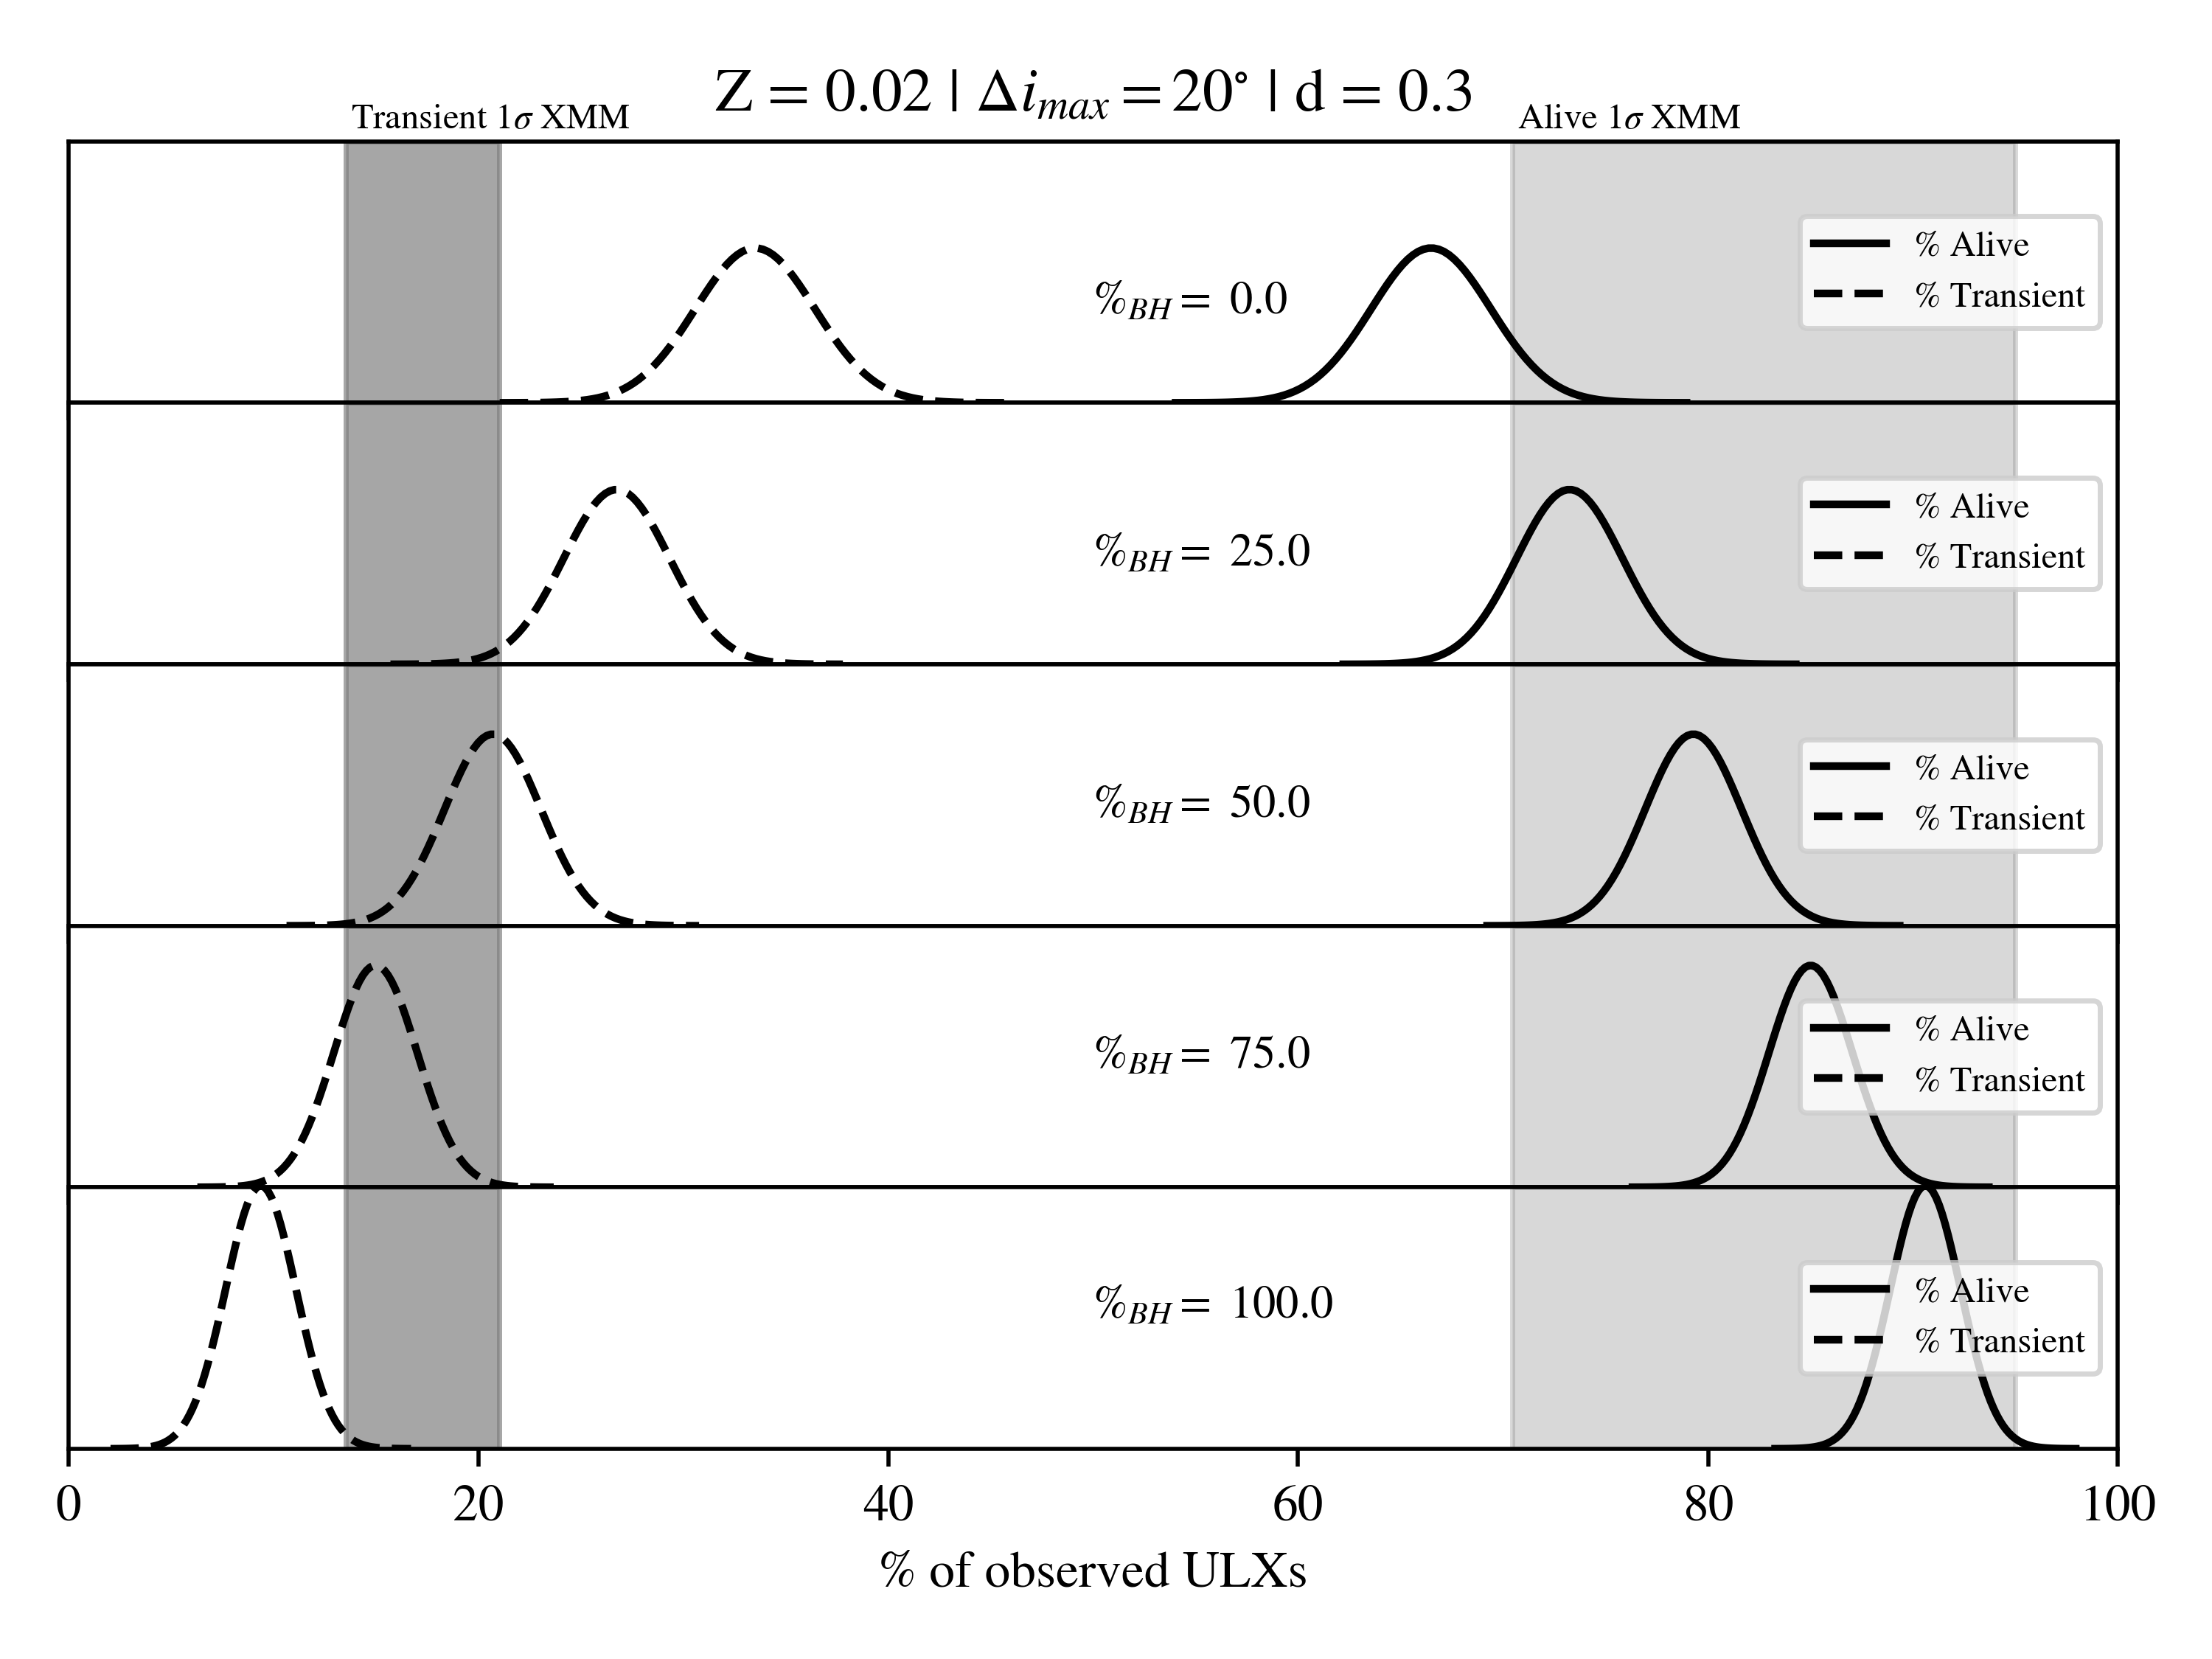 Z = 0.02 | Δi_max = 20° | d = 0.3
Transient 1σ XMM
Alive 1σ XMM
%_BH = 0.0
% Alive
% Transient
%_BH = 25.0
% Alive
% Transient
%_BH = 50.0
% Alive
% Transient
%_BH = 75.0
% Alive
% Transient
%_BH = 100.0
% Alive
% Transient
0 20 40 60 80 100
% of observed ULXs